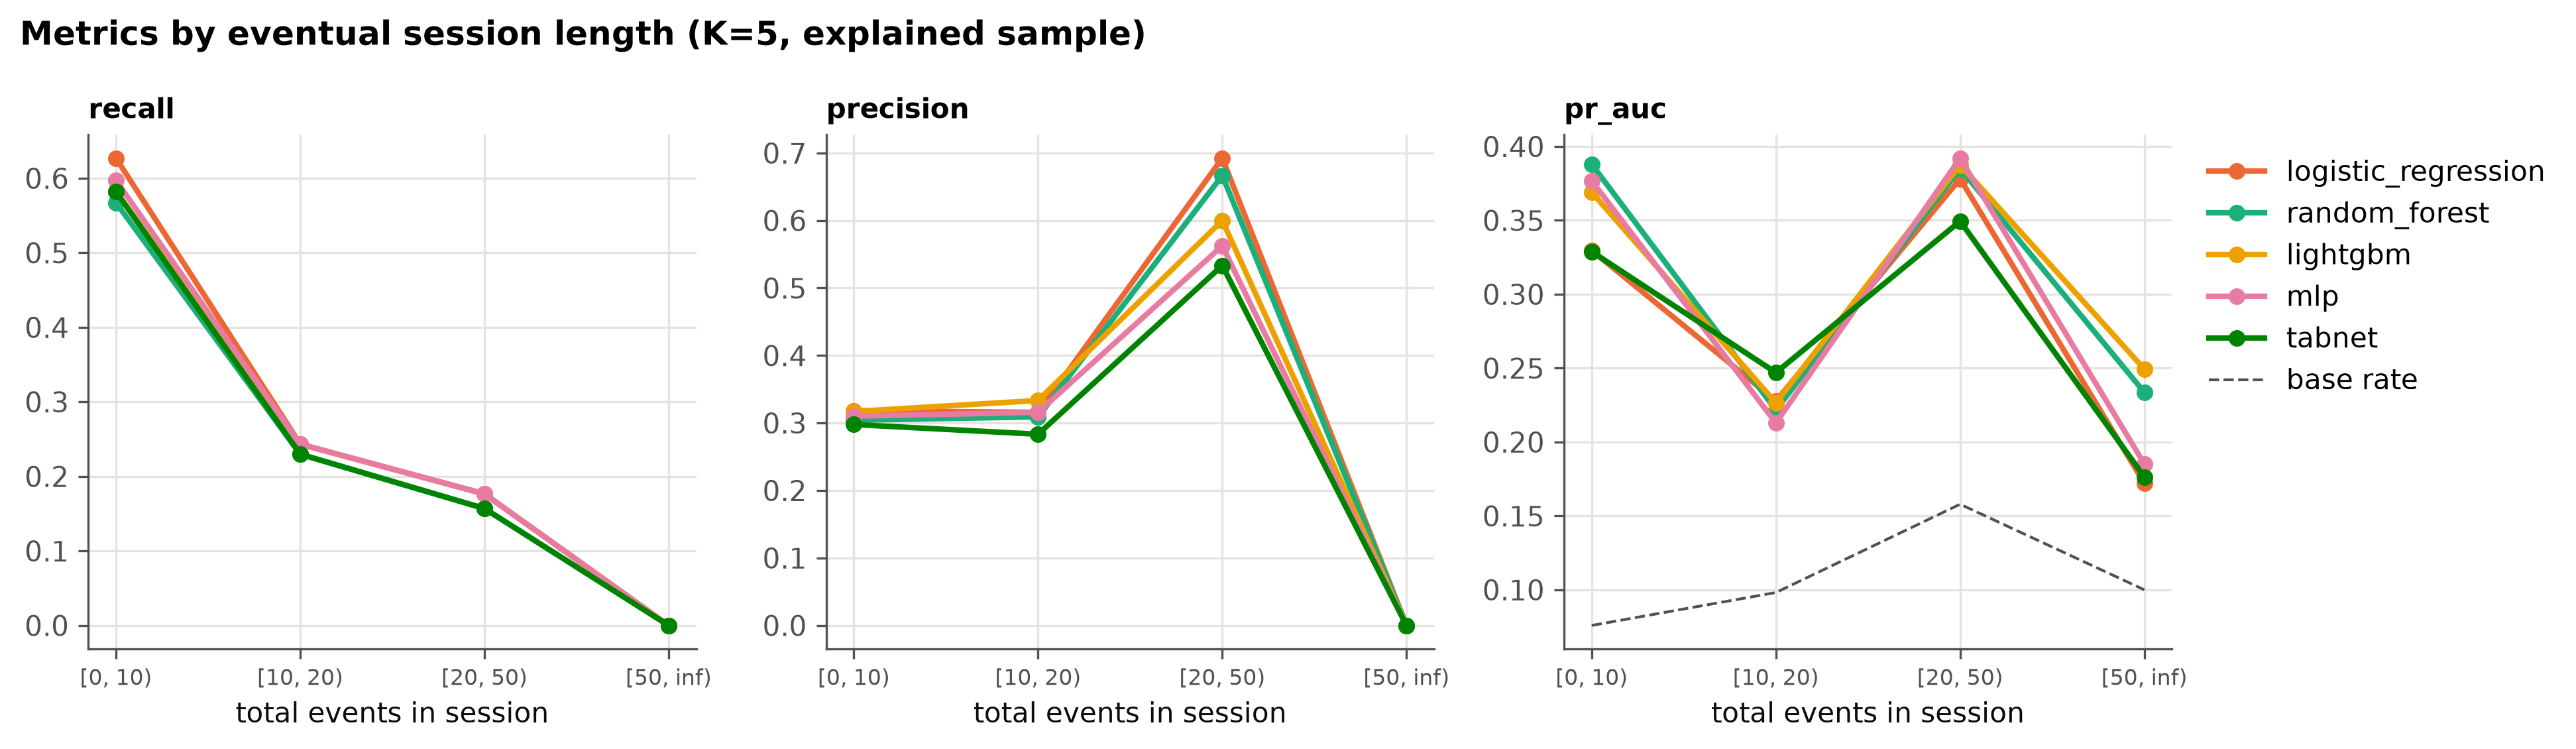 Metrics by eventual session length (K=5, explained sample)
recall
0.6
0.5
0.4
0.3
0.2
0.1
0.0
[0, 10)
[10, 20)
[20, 50)
[50, inf)
total events in session
precision
0.7
0.6
0.5
0.4
0.3
0.2
0.1
0.0
[0, 10)
[10, 20)
[20, 50)
[50, inf)
total events in session
pr_auc
0.40
0.35
0.30
0.25
0.20
0.15
0.10
[0, 10)
[10, 20)
[20, 50)
[50, inf)
total events in session
logistic_regression
random_forest
lightgbm
mlp
tabnet
base rate